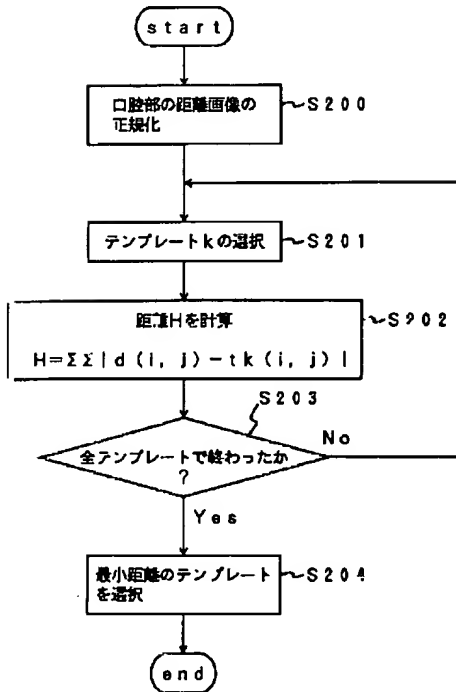 start
口腔部の距離画像の
正規化
S200
テンプレートkの選択
S201
距離Hを計算
H=ΣΣ|d(i, j)-tk(i, j)|
S202
S203
全テンプレートで終わったか
?
No
Yes
最小距離のテンプレート
を選択
S204
end